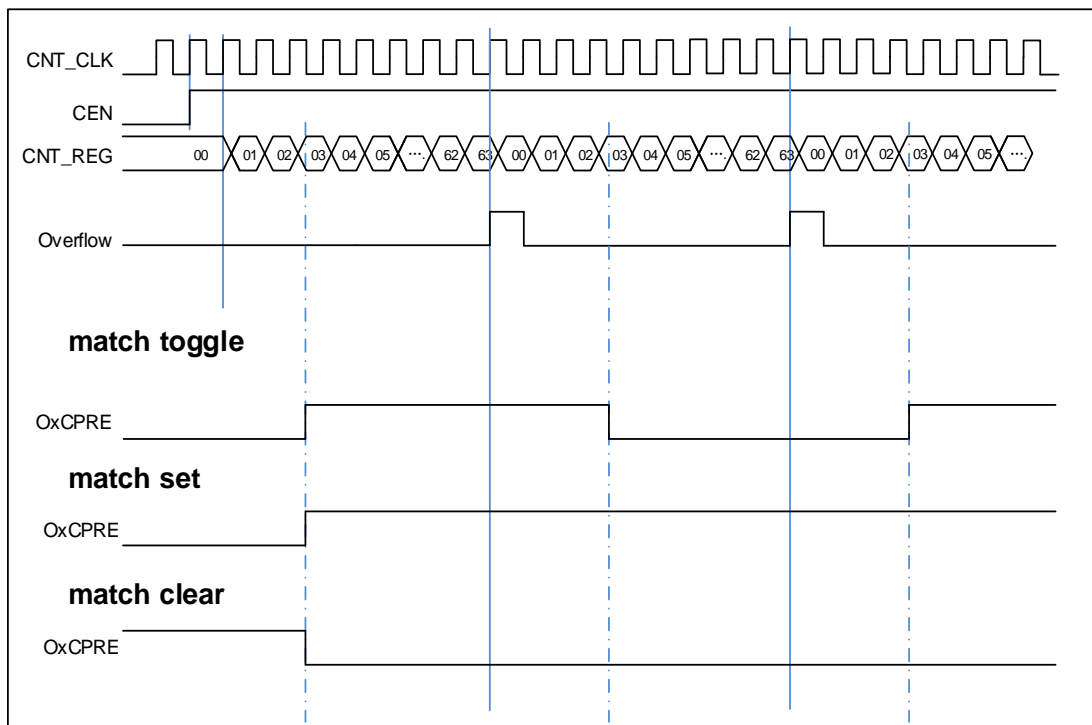 CNT_CLK
CEN
CNT_REG 00 01 02 03 04 05 ... 62 63 00 01 02 03 04 05 ... 62 63 00 01 02 03 04 05 ...
Overflow
match toggle
OxCPRE
match set
OxCPRE
match clear
OxCPRE